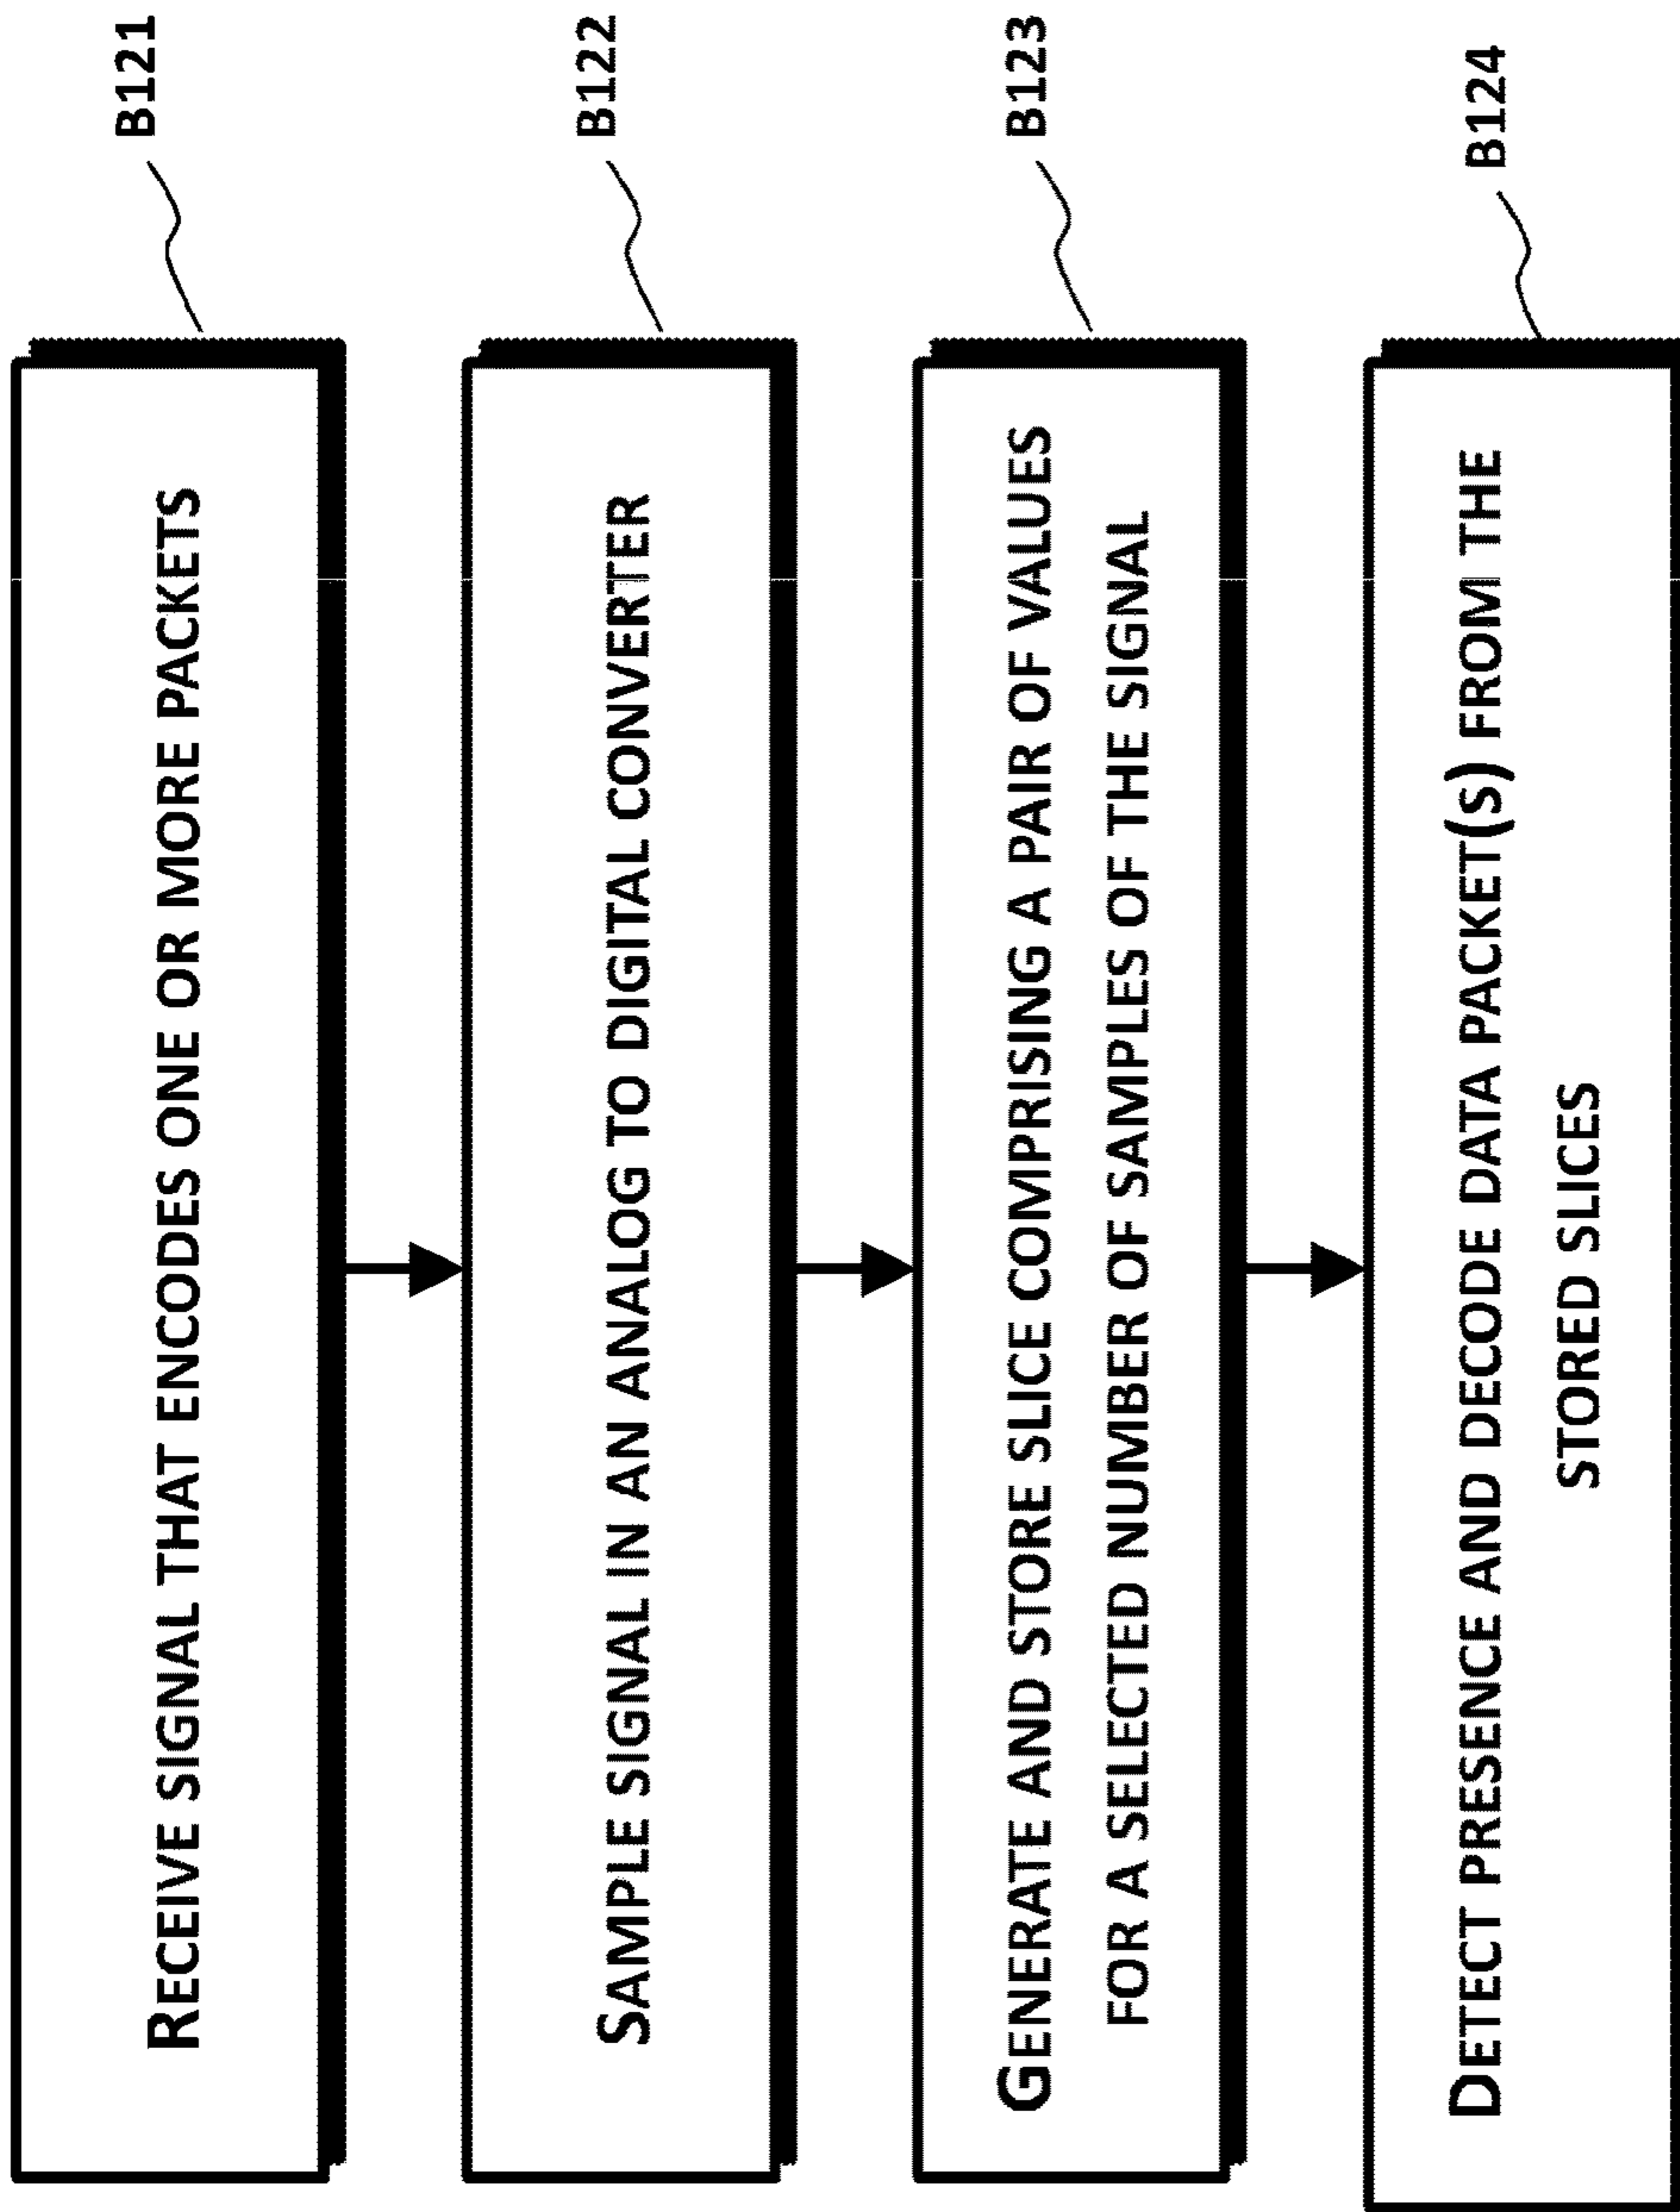 RECEIVE SIGNAL THAT ENCODES ONE OR MORE PACKETS
B121
SAMPLE SIGNAL IN AN ANALOG TO DIGITAL CONVERTER
B122
GENERATE AND STORE SLICE COMPRISING A PAIR OF VALUES
FOR A SELECTED NUMBER OF SAMPLES OF THE SIGNAL
B123
DETECT PRESENCE AND DECODE DATA PACKET(S) FROM THE
STORED SLICES
B124